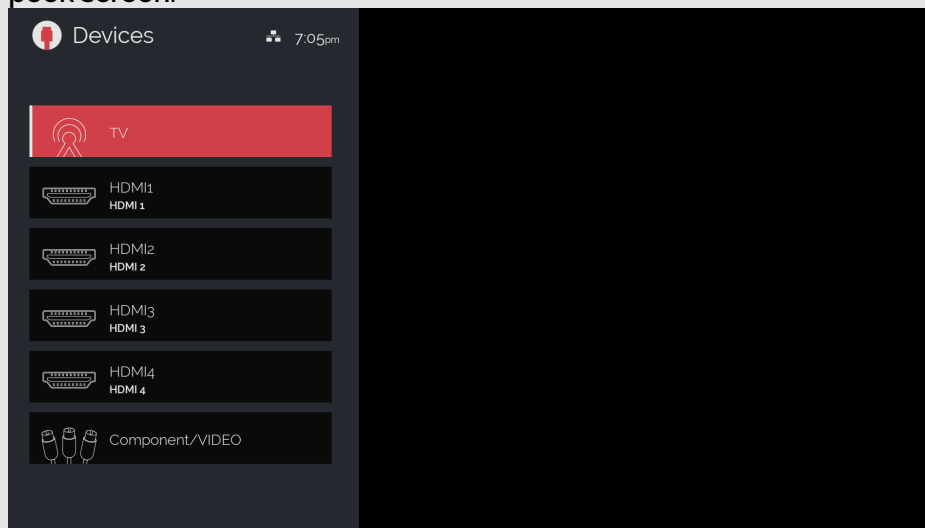 Devices
7:05pm
TV
HDMI1
HDMI 1
HDMI2
HDMI 2
HDMI3
HDMI 3
HDMI4
HDMI 4
Component/VIDEO